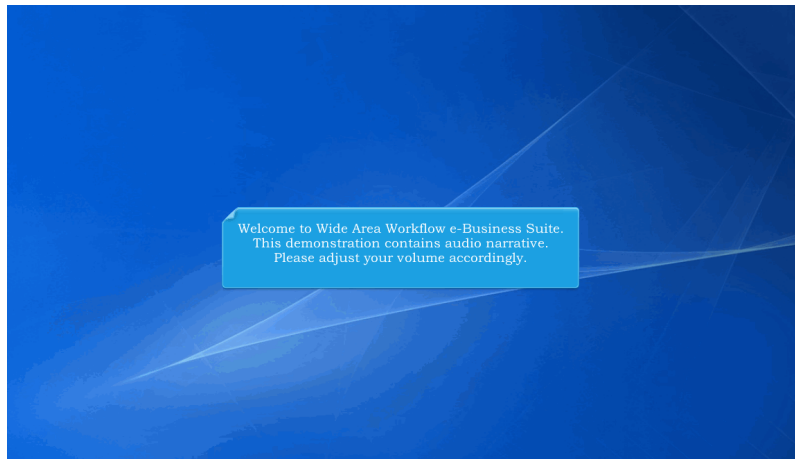 Welcome to Wide Area Workflow e-Business Suite.
This demonstration contains audio narrative.
Please adjust your volume accordingly.